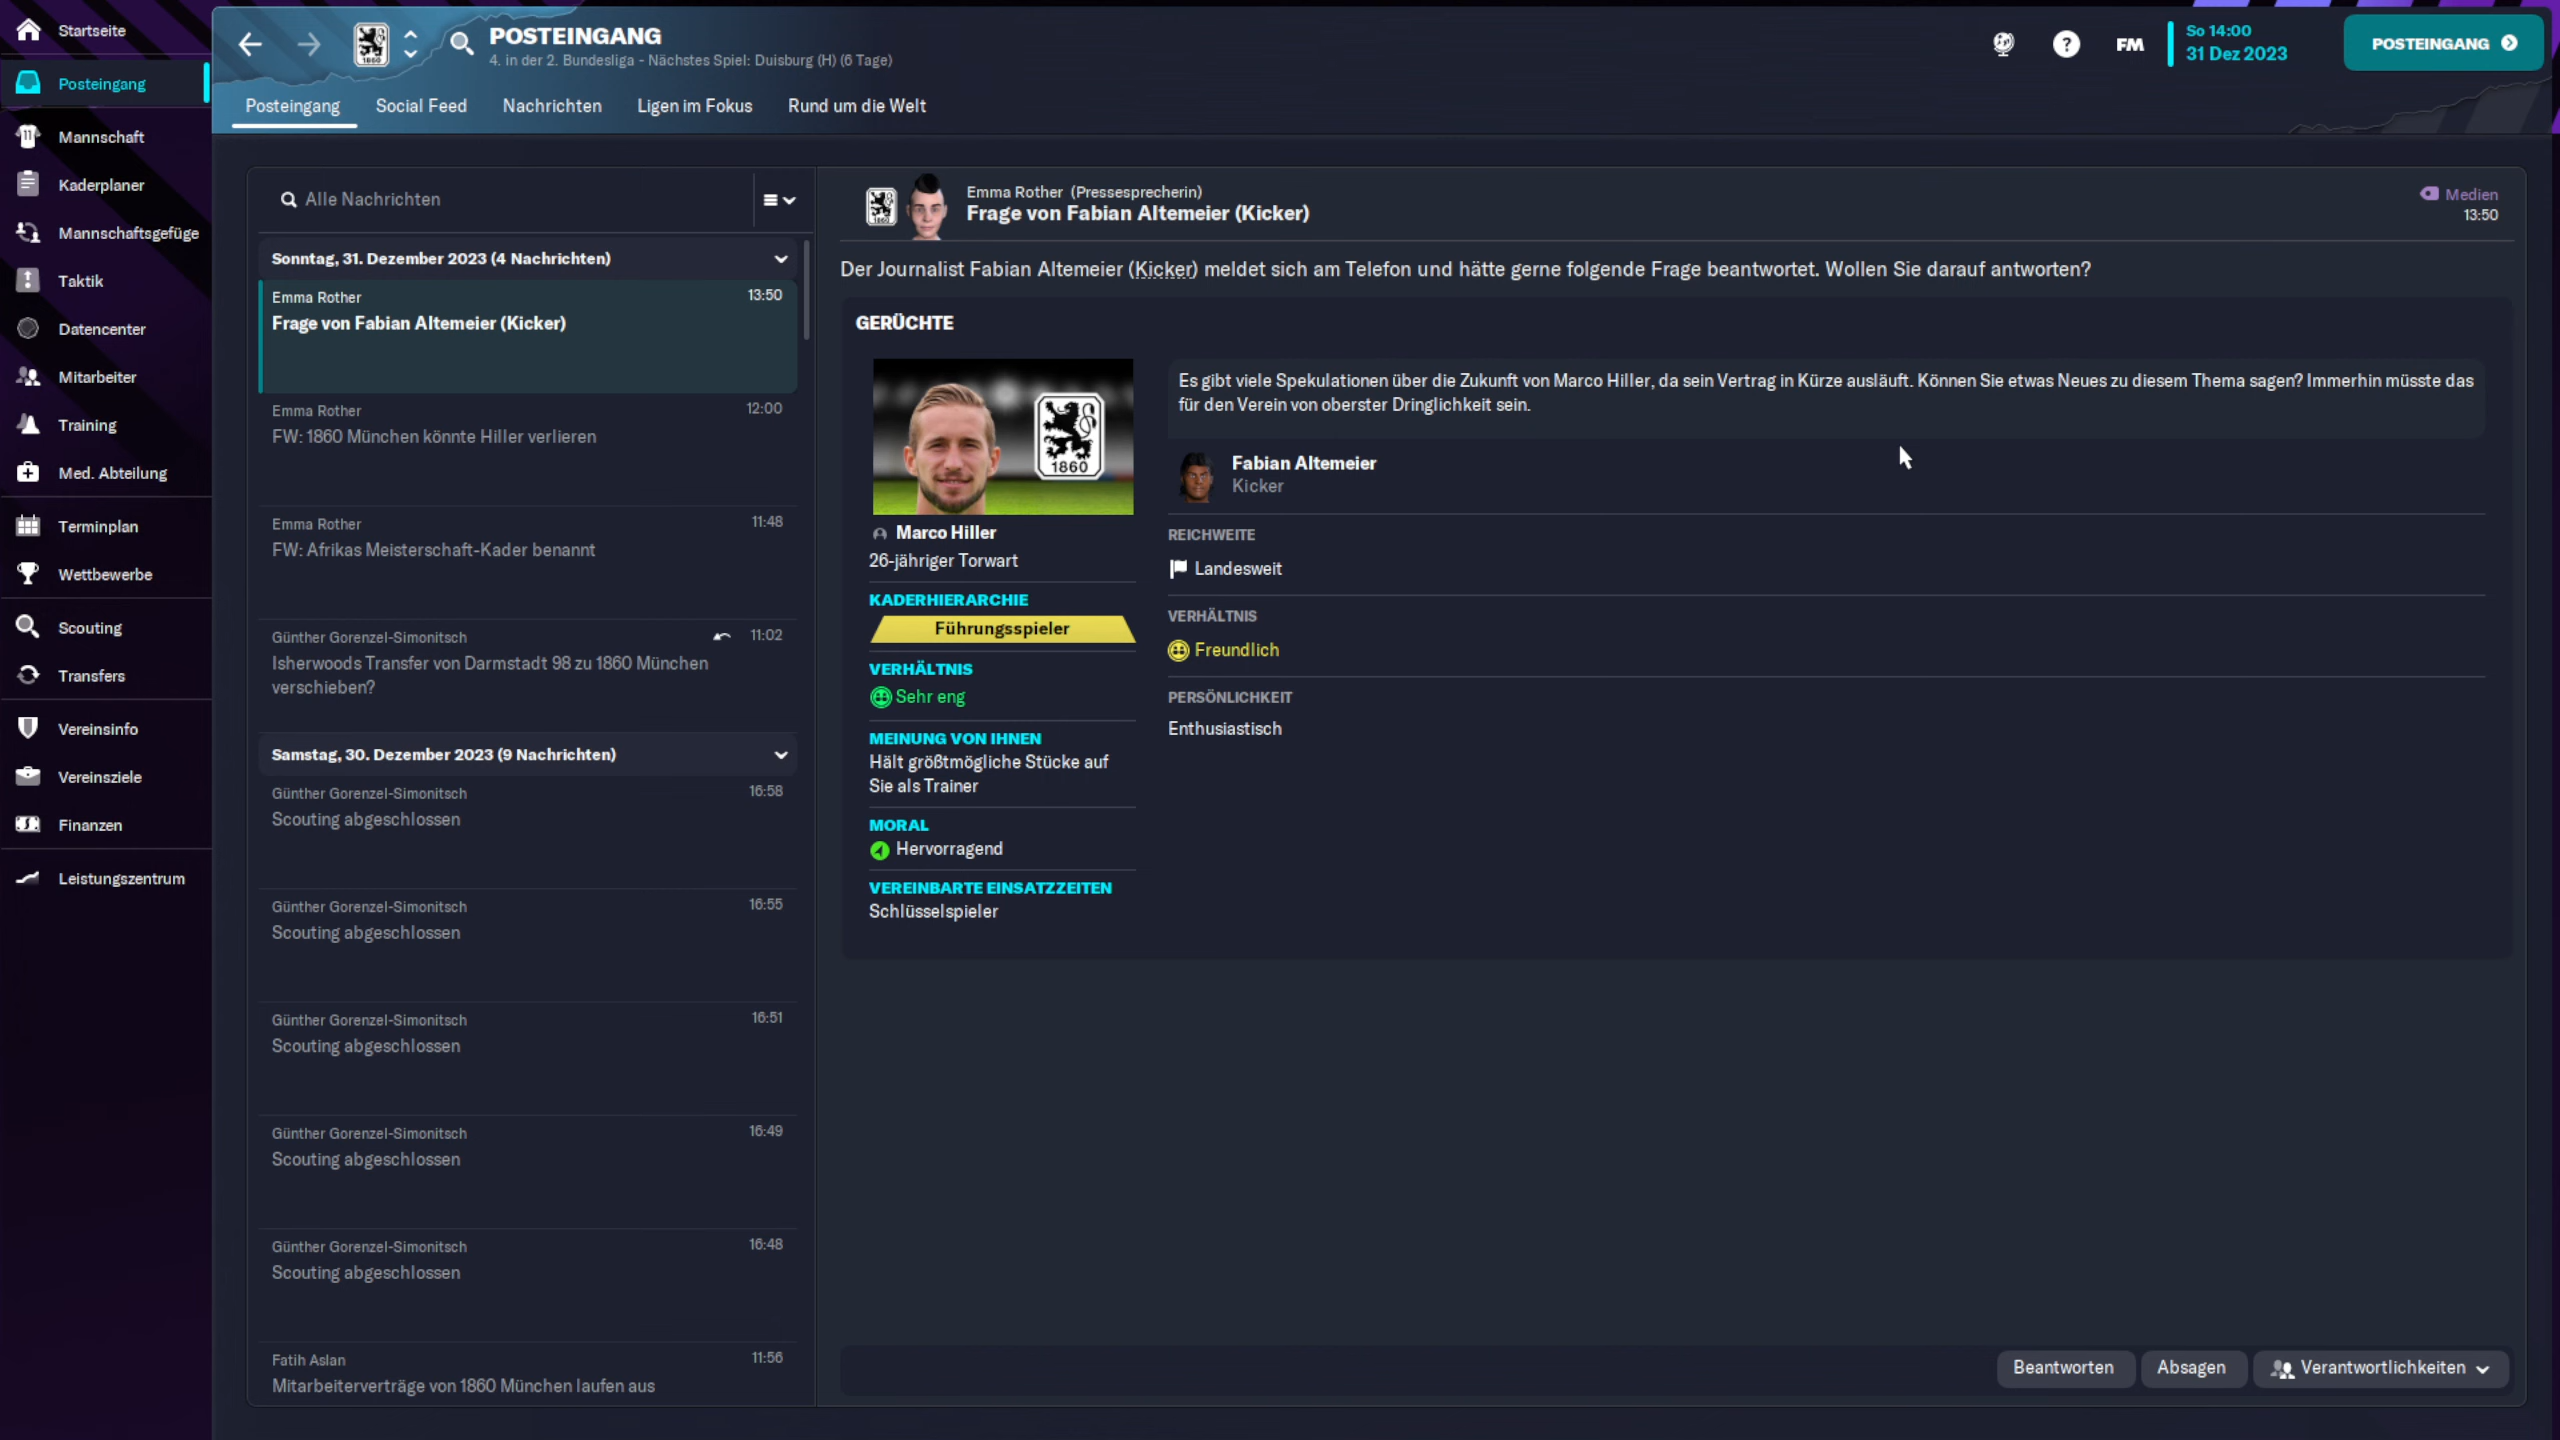 Startseite
Posteingang
Mannschaft
Kaderplaner
Mannschaftsgefüge
Taktik
Datencenter
Mitarbeiter
Training
Med. Abteilung
Terminplan
Wettbewerbe
Scouting
Transfers
Vereinsinfo
Vereinsziele
Finanzen
Leistungszentrum
POSTEINGANG
4. in der 2. Bundesliga - Nächstes Spiel: Duisburg (H) (6 Tage)
FM
So 14:00
31 Dez 2023
POSTEINGANG
Posteingang
Social Feed
Nachrichten
Ligen im Fokus
Rund um die Welt
Alle Nachrichten
Sonntag, 31. Dezember 2023 (4 Nachrichten)
Emma Rother 13:50
Frage von Fabian Altemeier (Kicker)
Emma Rother 12:00
FW: 1860 München könnte Hiller verlieren
Emma Rother 11:48
FW: Afrikas Meisterschaft-Kader benannt
Günther Gorenzel-Simonitsch 11:02
Isherwoods Transfer von Darmstadt 98 zu 1860 München
verschieben?
Samstag, 30. Dezember 2023 (9 Nachrichten)
Günther Gorenzel-Simonitsch 16:58
Scouting abgeschlossen
Günther Gorenzel-Simonitsch 16:55
Scouting abgeschlossen
Günther Gorenzel-Simonitsch 16:51
Scouting abgeschlossen
Günther Gorenzel-Simonitsch 16:49
Scouting abgeschlossen
Günther Gorenzel-Simonitsch 16:48
Scouting abgeschlossen
Fatih Aslan 11:56
Mitarbeiterverträge von 1860 München laufen aus
Emma Rother (Pressesprecherin)
Frage von Fabian Altemeier (Kicker)
Medien
13:50
Der Journalist Fabian Altemeier (Kicker) meldet sich am Telefon und hätte gerne folgende Frage beantwortet. Wollen Sie darauf antworten?
GERÜCHTE
1860
Marco Hiller
26-jähriger Torwart
KADERHIERARCHIE
Führungsspieler
VERHÄLTNIS
Sehr eng
MEINUNG VON IHNEN
Hält größtmögliche Stücke auf
Sie als Trainer
MORAL
Hervorragend
VEREINBARTE EINSATZZEITEN
Schlüsselspieler
Es gibt viele Spekulationen über die Zukunft von Marco Hiller, da sein Vertrag in Kürze ausläuft. Können Sie etwas Neues zu diesem Thema sagen? Immerhin müsste das
für den Verein von oberster Dringlichkeit sein.
Fabian Altemeier
Kicker
REICHWEITE
Landesweit
VERHÄLTNIS
Freundlich
PERSÖNLICHKEIT
Enthusiastisch
Beantworten
Absagen
Verantwortlichkeiten